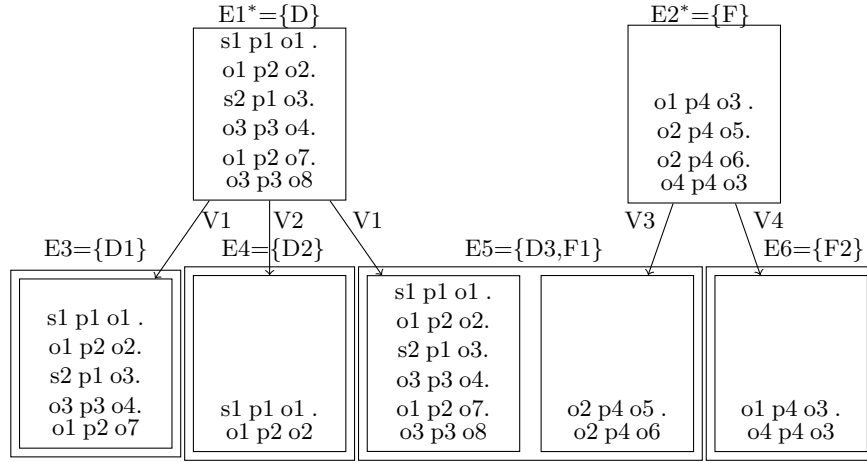 E1*={D}
s1 p1 o1 .
o1 p2 o2.
s2 p1 o3.
o3 p3 o4.
o1 p2 o7.
o3 p3 o8
E2*={F}
o1 p4 o3 .
o2 p4 o5.
o2 p4 o6.
o4 p4 o3
V1
V2
V1
V3
V4
E3={D1}
s1 p1 o1 .
o1 p2 o2.
s2 p1 o3.
o3 p3 o4.
o1 p2 o7
E4={D2}
s1 p1 o1 .
o1 p2 o2
E5={D3,F1}
s1 p1 o1 .
o1 p2 o2.
s2 p1 o3.
o3 p3 o4.
o1 p2 o7.
o3 p3 o8
o2 p4 o5 .
o2 p4 o6
E6={F2}
o1 p4 o3 .
o4 p4 o3